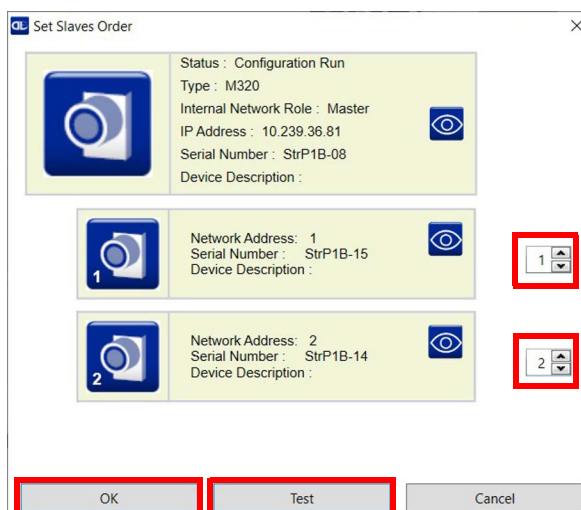 DL Set Slaves Order
Status : Configuration Run
Type : M320
Internal Network Role : Master
IP Address : 10.239.36.81
Serial Number : StrP1B-08
Device Description :
1
Network Address: 1
Serial Number : StrP1B-15
Device Description :
1
2
Network Address: 2
Serial Number : StrP1B-14
Device Description :
2
OK
Test
Cancel